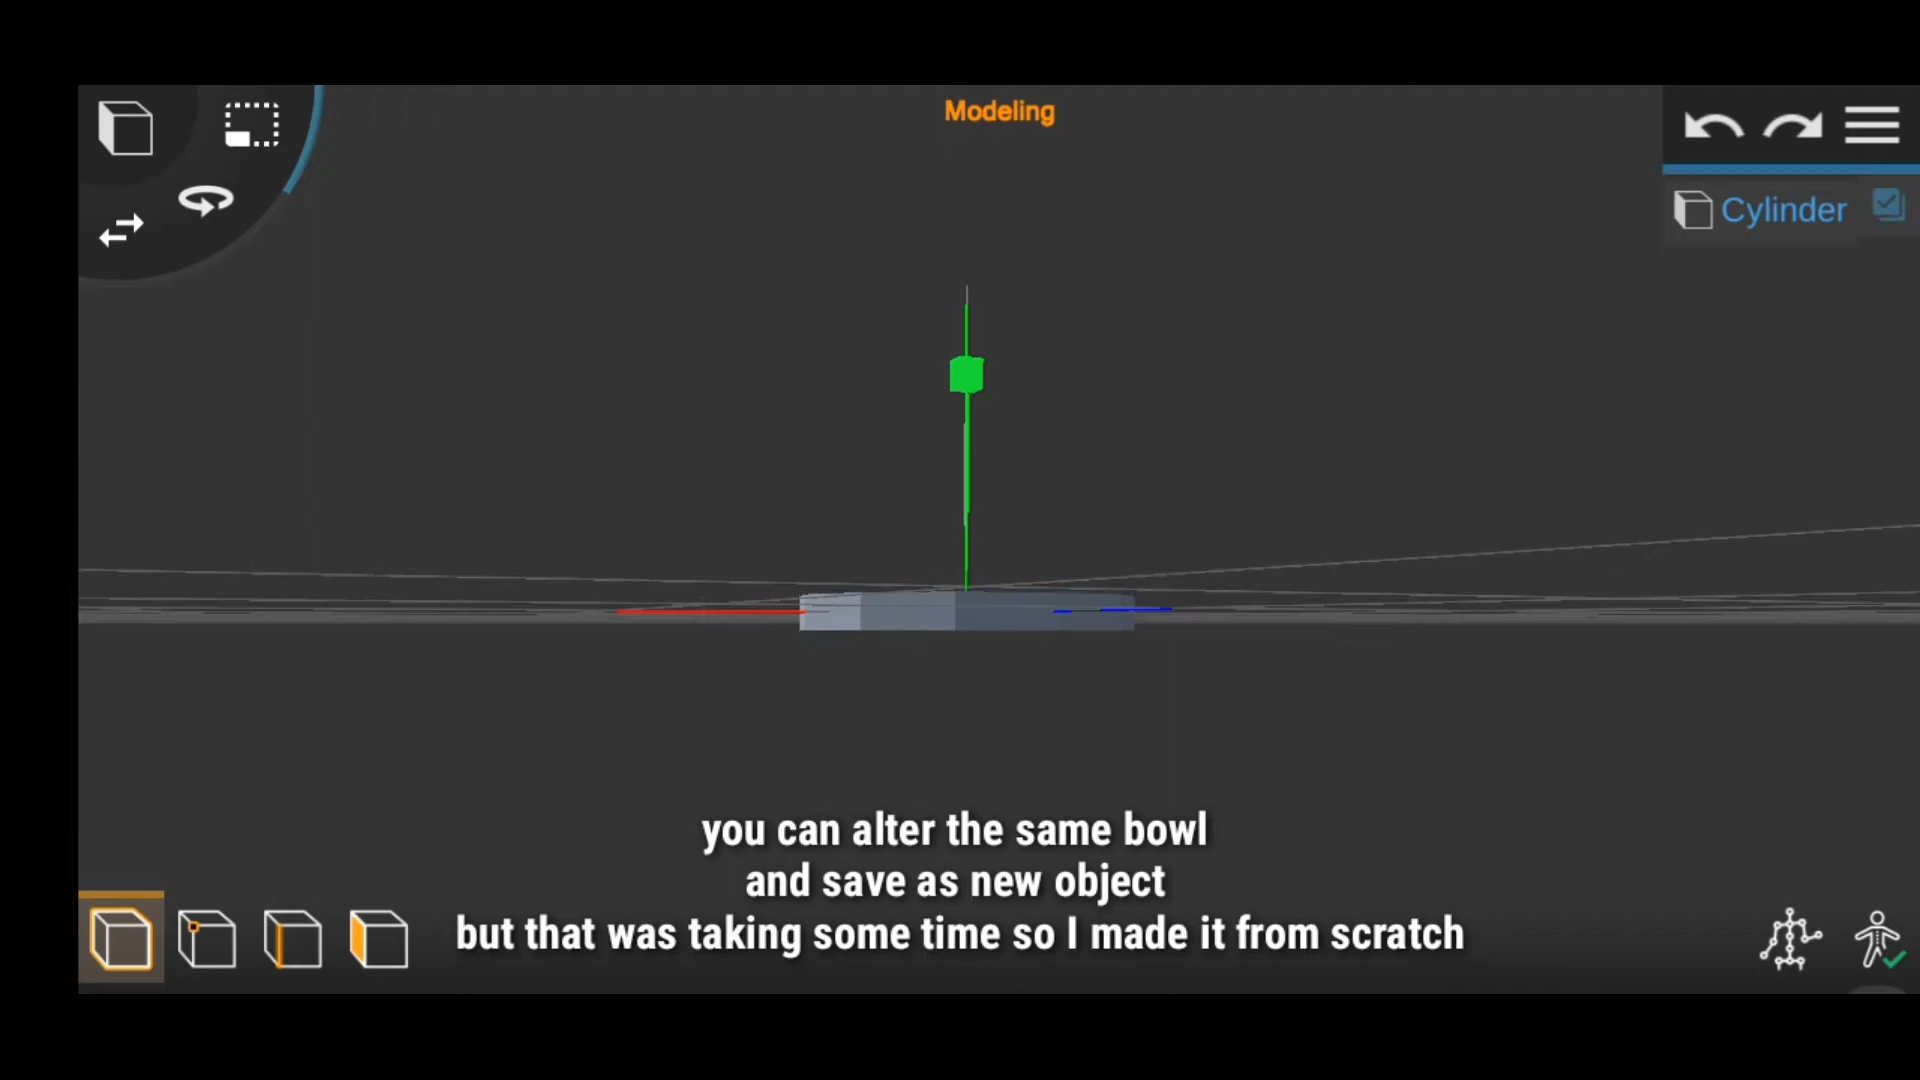 Modeling
Cylinder
you can alter the same bowl
and save as new object
but that was taking some time so I made it from scratch